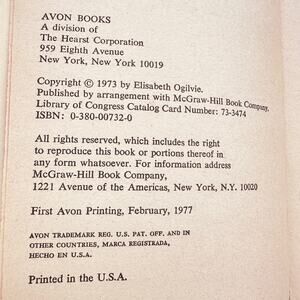 AVON BOOKS
A division of
The Hearst Corporation
959 Eighth Avenue
New York, New York 10019
Copyright © 1973 by Elisabeth Ogilvie.
Published by arrangement with McGraw-Hill Book Company,
Library of Congress Catalog Card Number: 73-3474
ISBN: 0-380-00732-0
All rights reserved, which includes the right
to reproduce this book or portions thereof in
any form whatsoever. For information address
McGraw-Hill Book Company,
1221 Avenue of the Americas, New York, N.Y. 10020
First Avon Printing, February, 1977
AVON TRADEMARK REG. U.S. PAT. OFF. AND IN
OTHER COUNTRIES, MARCA REGISTRADA,
HECHO EN U.S.A.
Printed in the U.S.A.